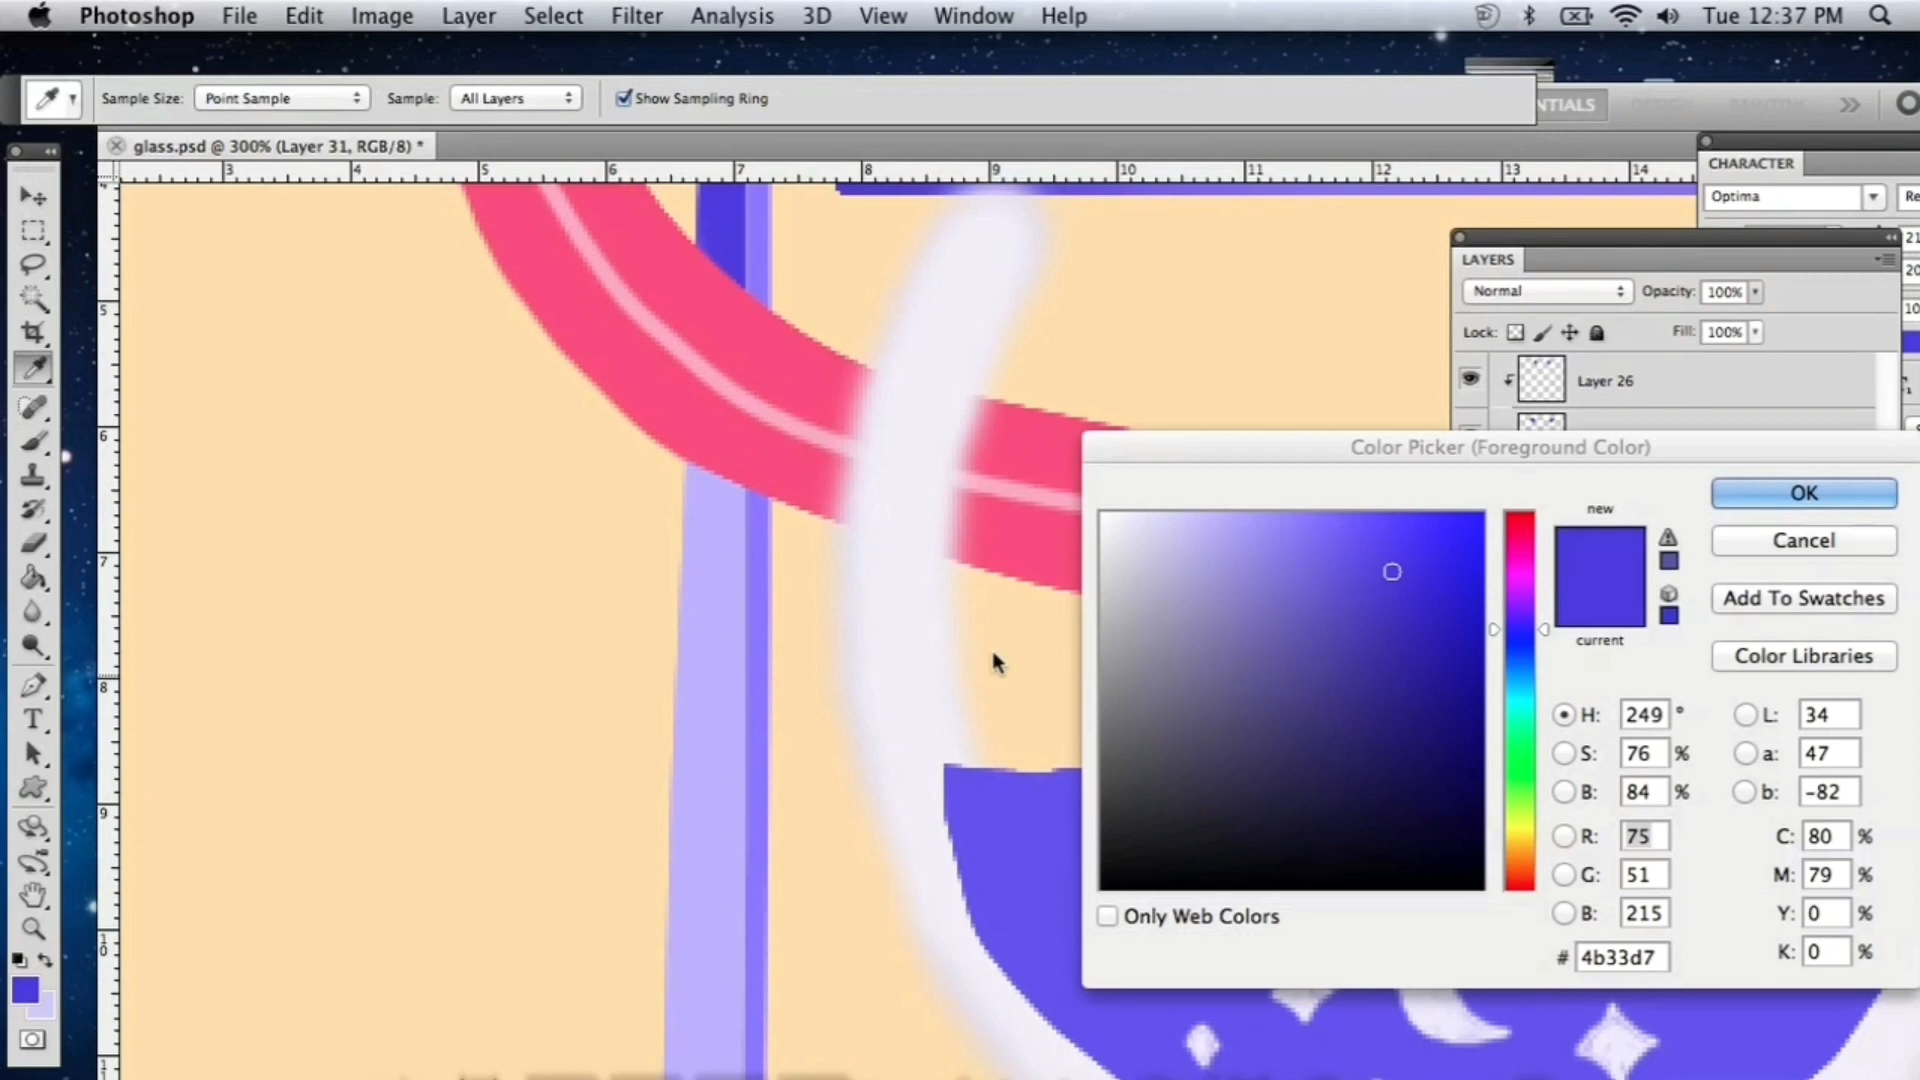 Photoshop File Edit Image Layer Select Filter Analysis 3D View Window Help Tue 12:37 PM
Sample Size: Point Sample Sample: All Layers Show Sampling Ring
NTIALS DESIGN PAINTING
glass.psd @ 300% (Layer 31, RGB/8) *
3 4 5 6 7 8 9 10 11 12 13 14
CHARACTER
Optima Re
LAYERS
Normal Opacity: 100%
Lock: Fill: 100%
Layer 26
5
6
7
8
9
10
Color Picker (Foreground Color)
new
current
OK
Cancel
Add To Swatches
Color Libraries
H: 249 ° L: 34
S: 76 % a: 47
B: 84 % b: -82
R: 75 C: 80 %
G: 51 M: 79 %
B: 215 Y: 0 %
# 4b33d7 K: 0 %
Only Web Colors